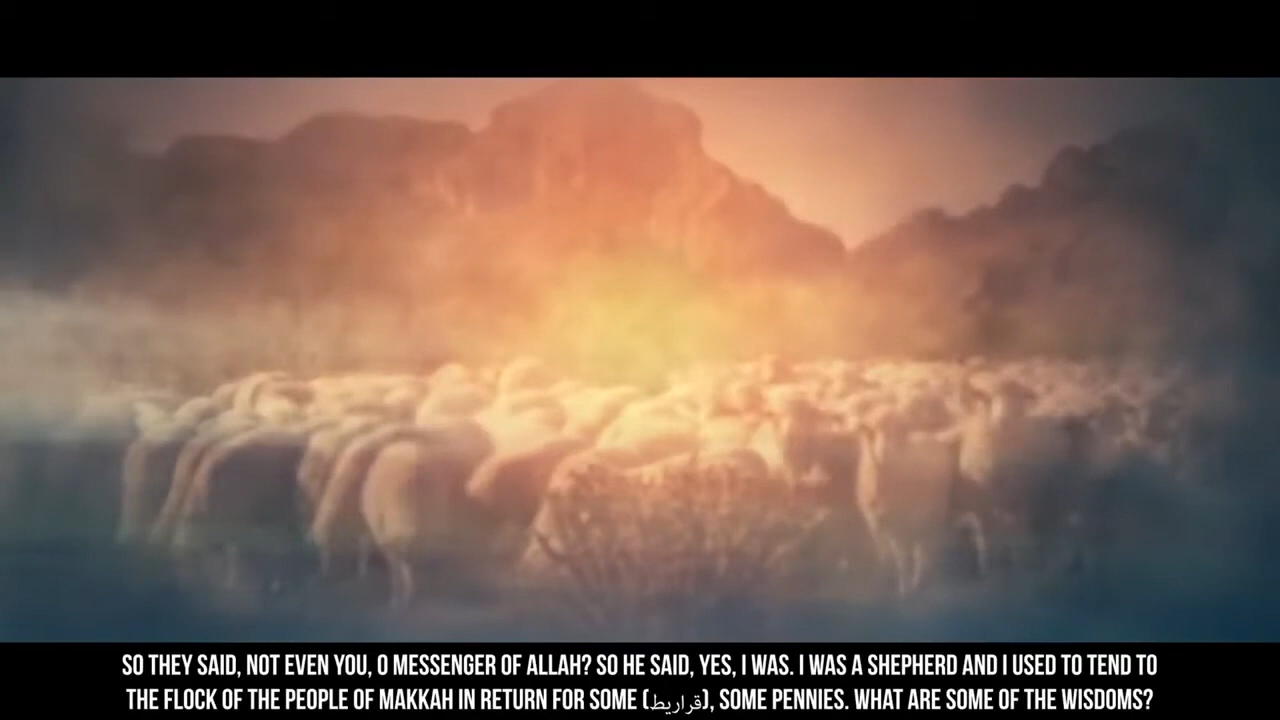 SO THEY SAID, NOT EVEN YOU, O MESSENGER OF ALLAH? SO HE SAID, YES, I WAS. I WAS A SHEPHERD AND I USED TO TEND TO
THE FLOCK OF THE PEOPLE OF MAKKAH IN RETURN FOR SOME (قراريط), SOME PENNIES. WHAT ARE SOME OF THE WISDOMS?